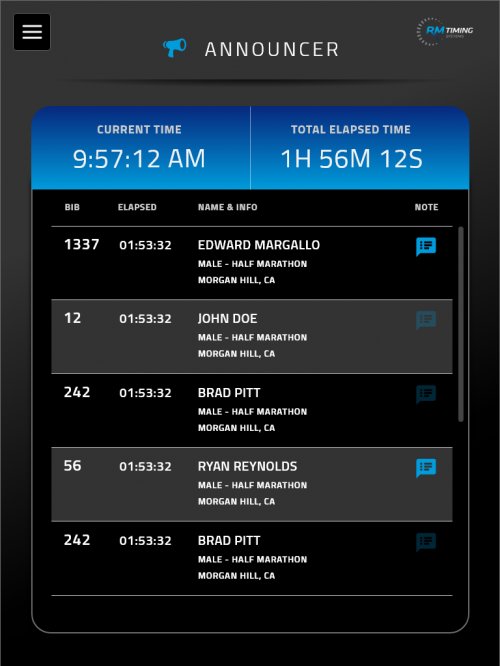 ANNOUNCER
RM TIMING
SYSTEMS
CURRENT TIME
9:57:12 AM
TOTAL ELAPSED TIME
1H 56M 12S
BIB ELAPSED NAME & INFO NOTE
1337 01:53:32 EDWARD MARGALLO
MALE - HALF MARATHON
MORGAN HILL, CA
12 01:53:32 JOHN DOE
MALE - HALF MARATHON
MORGAN HILL, CA
242 01:53:32 BRAD PITT
MALE - HALF MARATHON
MORGAN HILL, CA
56 01:53:32 RYAN REYNOLDS
MALE - HALF MARATHON
MORGAN HILL, CA
242 01:53:32 BRAD PITT
MALE - HALF MARATHON
MORGAN HILL, CA